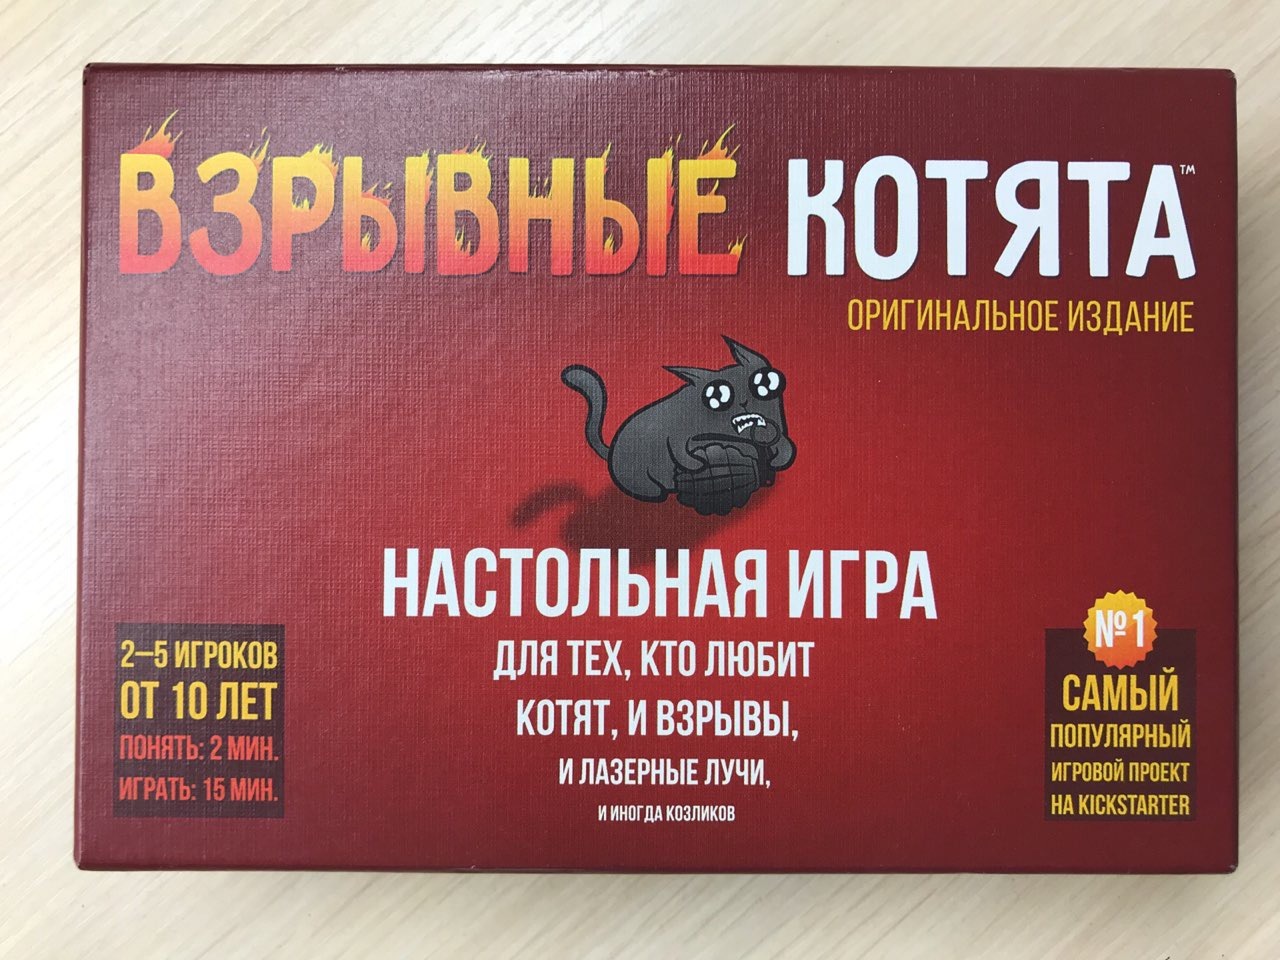 ВЗРЫВНЫЕ КОТЯТА™
ОРИГИНАЛЬНОЕ ИЗДАНИЕ
НАСТОЛЬНАЯ ИГРА
ДЛЯ ТЕХ, КТО ЛЮБИТ
КОТЯТ, И ВЗРЫВЫ,
И ЛАЗЕРНЫЕ ЛУЧИ,
И ИНОГДА КОЗЛИКОВ
2–5 ИГРОКОВ
ОТ 10 ЛЕТ
ПОНЯТЬ: 2 МИН.
ИГРАТЬ: 15 МИН.
№1
САМЫЙ
ПОПУЛЯРНЫЙ
ИГРОВОЙ ПРОЕКТ
НА KICKSTARTER